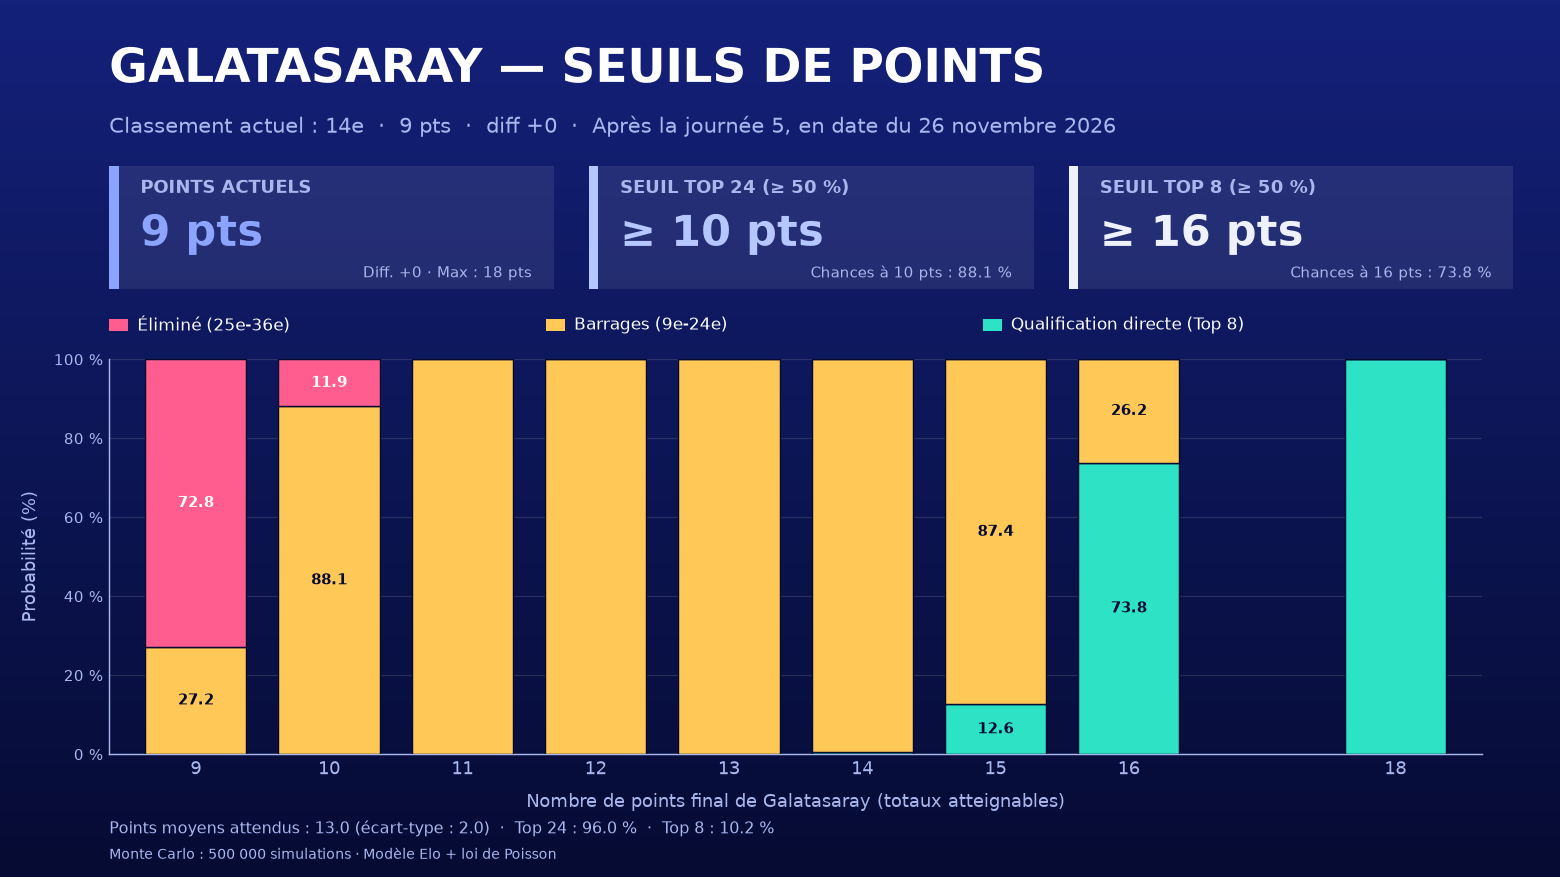 GALATASARAY — SEUILS DE POINTS
Classement actuel : 14e · 9 pts · diff +0 · Après la journée 5, en date du 26 novembre 2026
POINTS ACTUELS
9 pts
Diff. +0 · Max : 18 pts
SEUIL TOP 24 (≥ 50 %)
≥ 10 pts
Chances à 10 pts : 88.1 %
SEUIL TOP 8 (≥ 50 %)
≥ 16 pts
Chances à 16 pts : 73.8 %
Éliminé (25e-36e)
Barrages (9e-24e)
Qualification directe (Top 8)
Probabilité (%)
100 %
80 %
60 %
40 %
20 %
0 %
72.8
27.2
11.9
88.1
87.4
12.6
26.2
73.8
9 10 11 12 13 14 15 16 18
Nombre de points final de Galatasaray (totaux atteignables)
Points moyens attendus : 13.0 (écart-type : 2.0) · Top 24 : 96.0 % · Top 8 : 10.2 %
Monte Carlo : 500 000 simulations · Modèle Elo + loi de Poisson